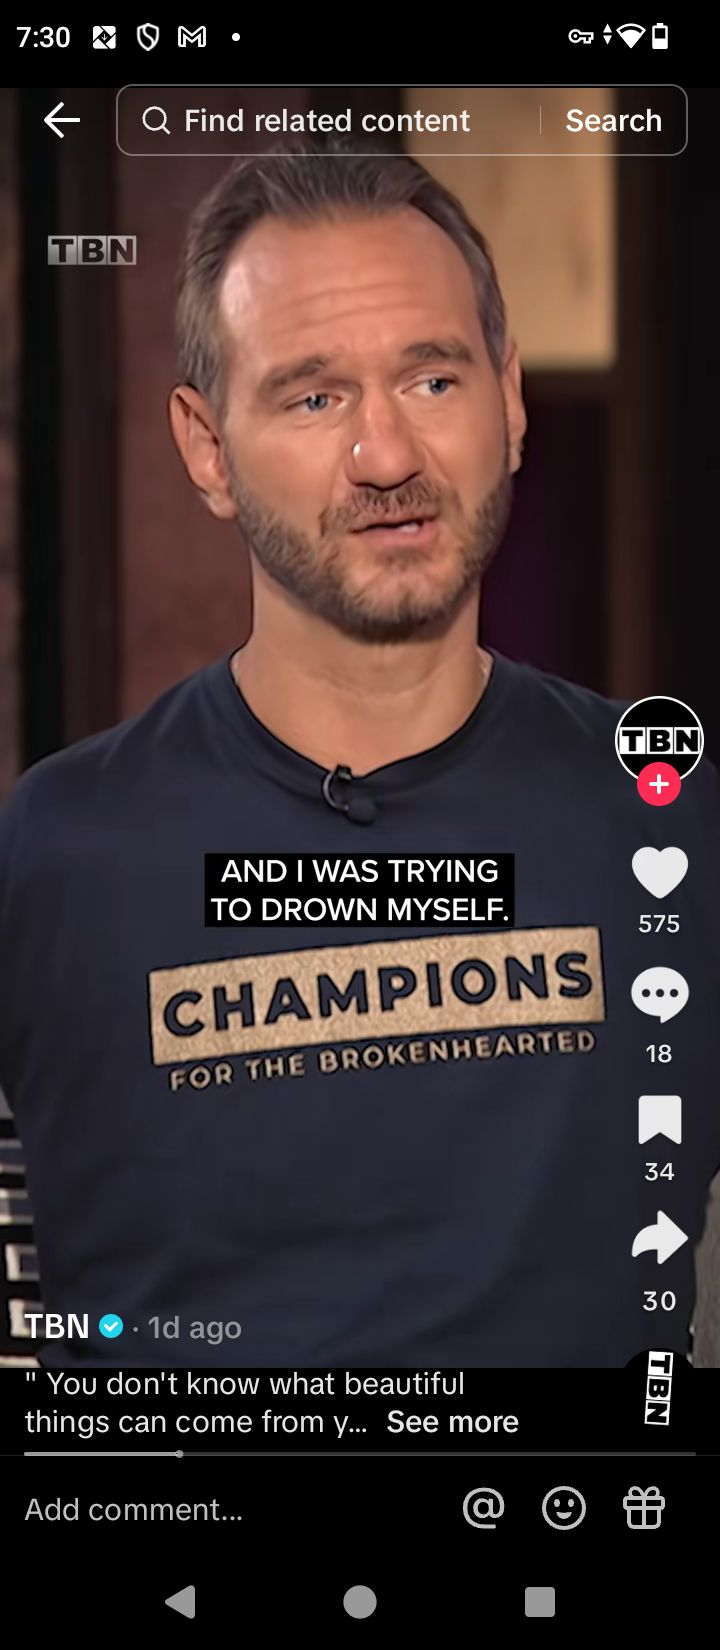 7:30
Find related content
Search
TBN
TBN
AND I WAS TRYING
TO DROWN MYSELF.
CHAMPIONS
FOR THE BROKENHEARTED
575
18
34
30
TBN · 1d ago
" You don't know what beautiful
things can come from y... See more
TBN
Add comment...